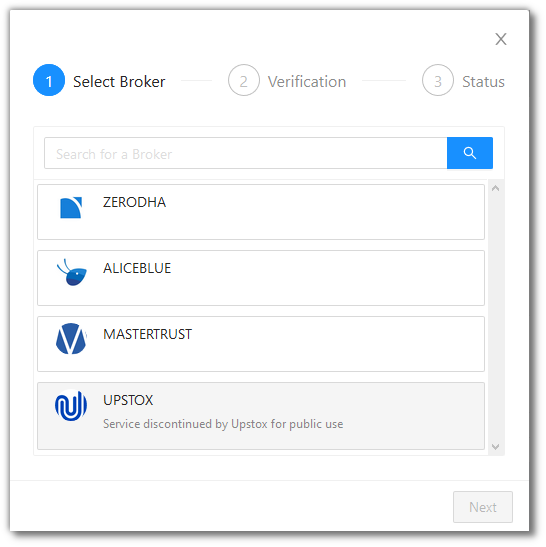 1 Select Broker 2 Verification 3 Status
Search for a Broker
ZERODHA
ALICEBLUE
MASTERTRUST
UPSTOX
Service discontinued by Upstox for public use
Next